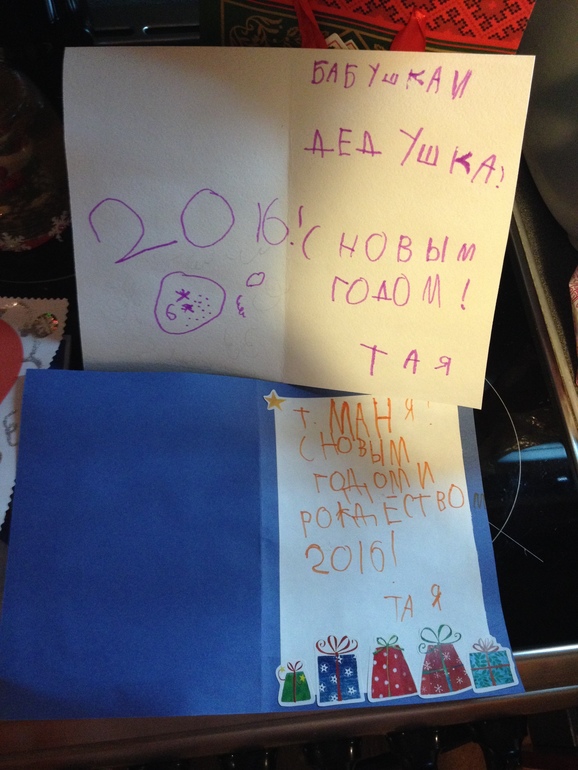 БАБУШКА И
ДЕДУШКА!
2016!
С НОВЫМ
ГОДОМ!
ТАЯ
Т. МАНЯ!
С НОВЫМ
ГОДОМ И
РОЖДЕСТВОМ
2016!
ТАЯ